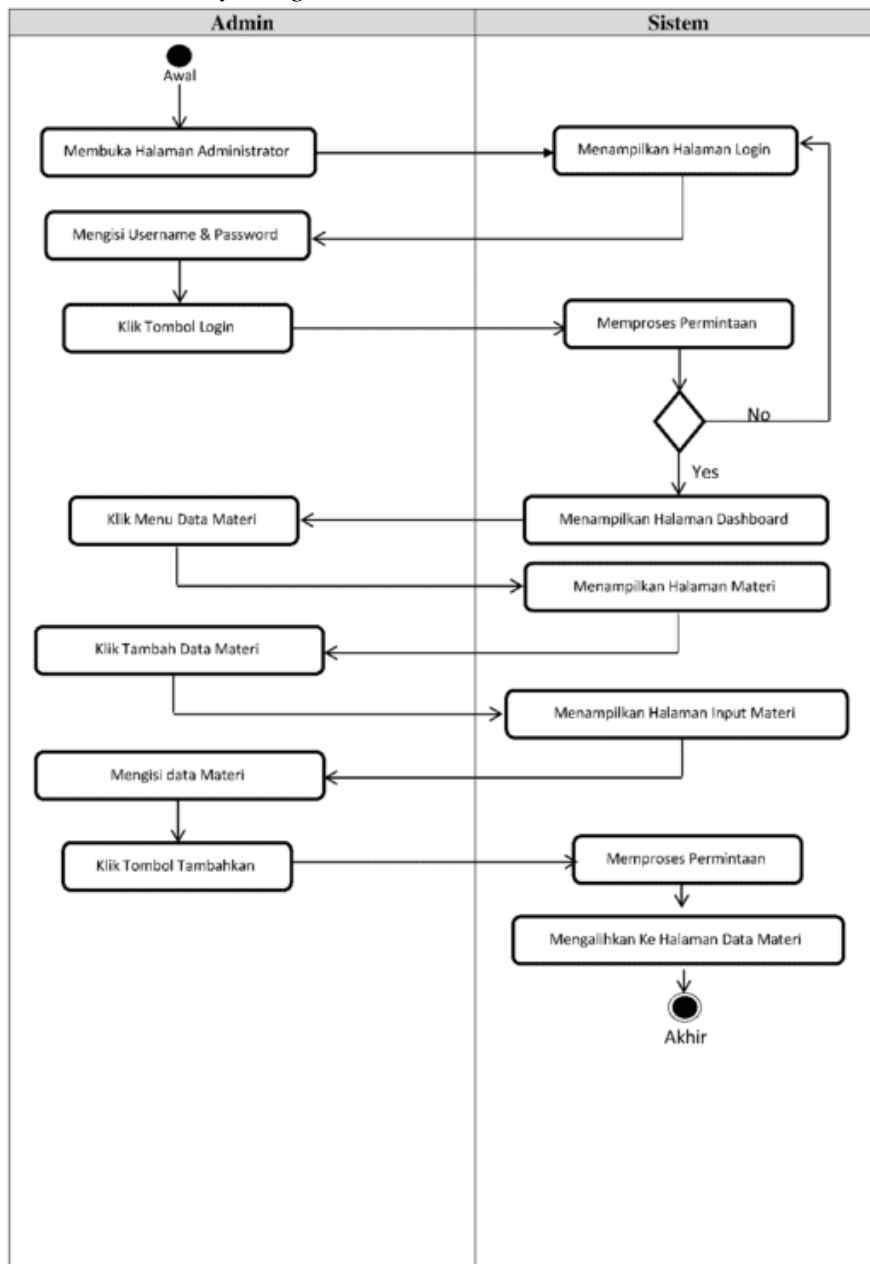 Admin
Sistem
Awal
Membuka Halaman Administrator
Menampilkan Halaman Login
Mengisi Username & Password
Klik Tombol Login
Memproses Permintaan
No
Yes
Klik Menu Data Materi
Menampilkan Halaman Dashboard
Menampilkan Halaman Materi
Klik Tambah Data Materi
Menampilkan Halaman Input Materi
Mengisi data Materi
Klik Tombol Tambahkan
Memproses Permintaan
Mengalihkan Ke Halaman Data Materi
Akhir